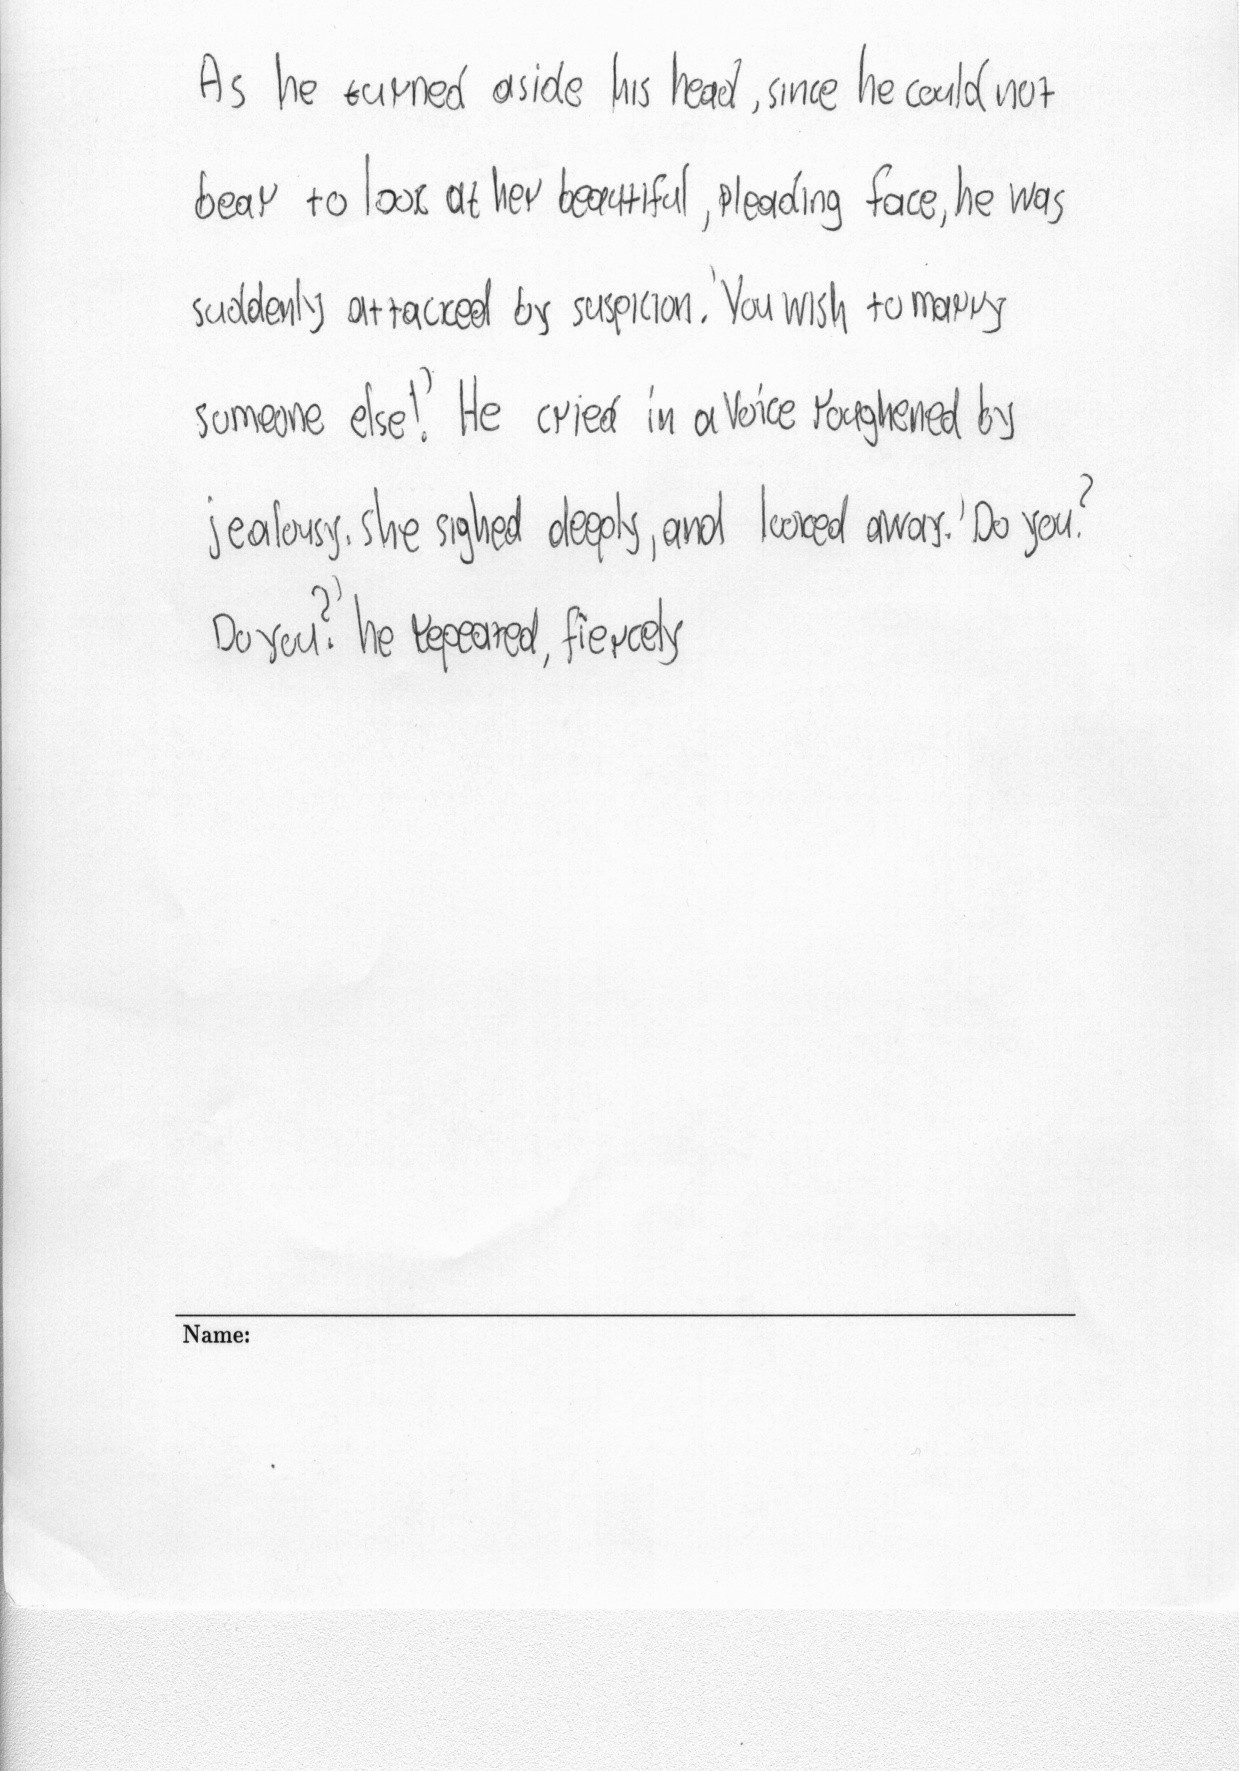 As he turned aside his head, since he could not
bear to look at her beautiful, pleading face, he was
suddenly attacked by suspicion. 'You wish to marry
someone else!' He cried in a voice roughened by
jealousy. She sighed deeply, and looked away. 'Do you?
Do you?' he repeated, fiercely
Name: